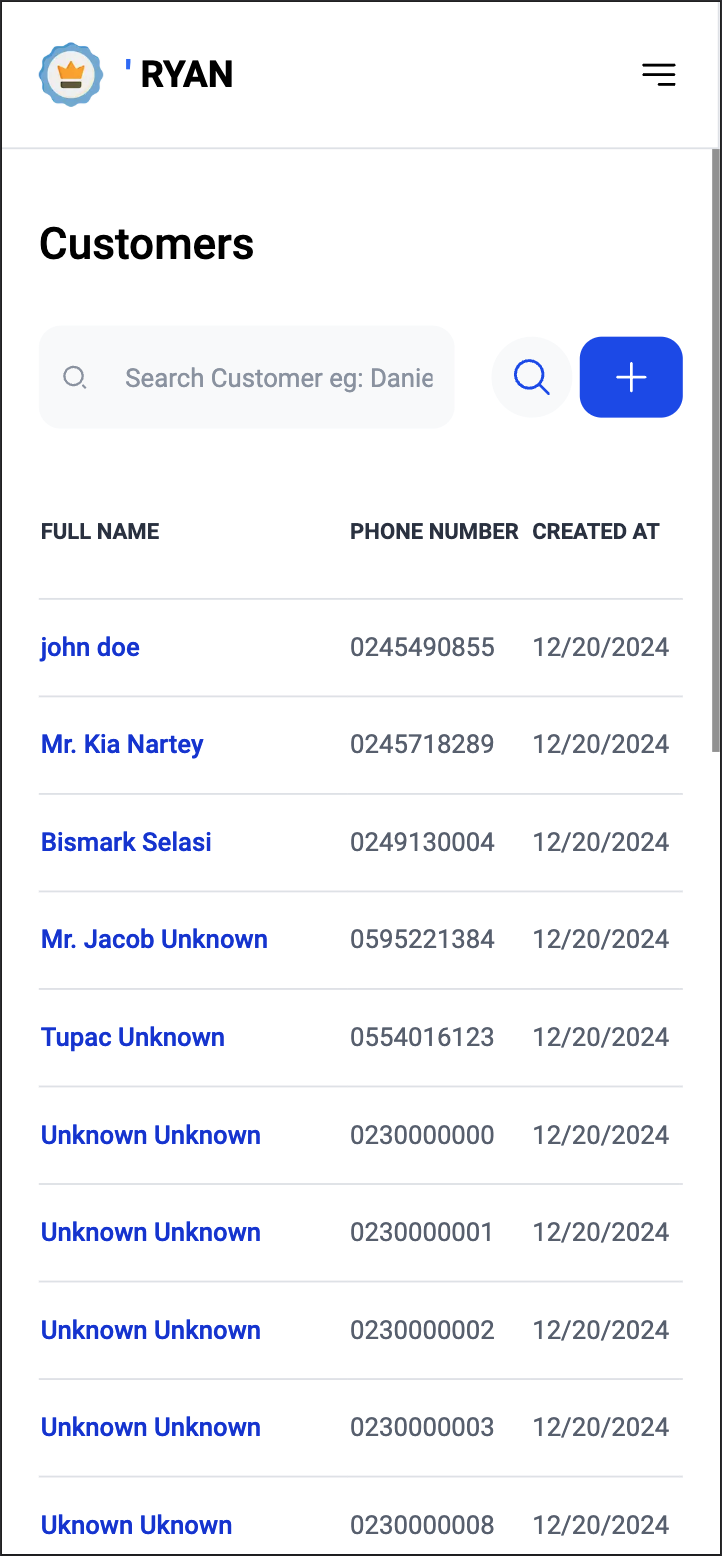 ' RYAN
Customers
Search Customer eg: Danie
FULL NAME PHONE NUMBER CREATED AT
john doe 0245490855 12/20/2024
Mr. Kia Nartey 0245718289 12/20/2024
Bismark Selasi 0249130004 12/20/2024
Mr. Jacob Unknown 0595221384 12/20/2024
Tupac Unknown 0554016123 12/20/2024
Unknown Unknown 0230000000 12/20/2024
Unknown Unknown 0230000001 12/20/2024
Unknown Unknown 0230000002 12/20/2024
Unknown Unknown 0230000003 12/20/2024
Uknown Uknown 0230000008 12/20/2024